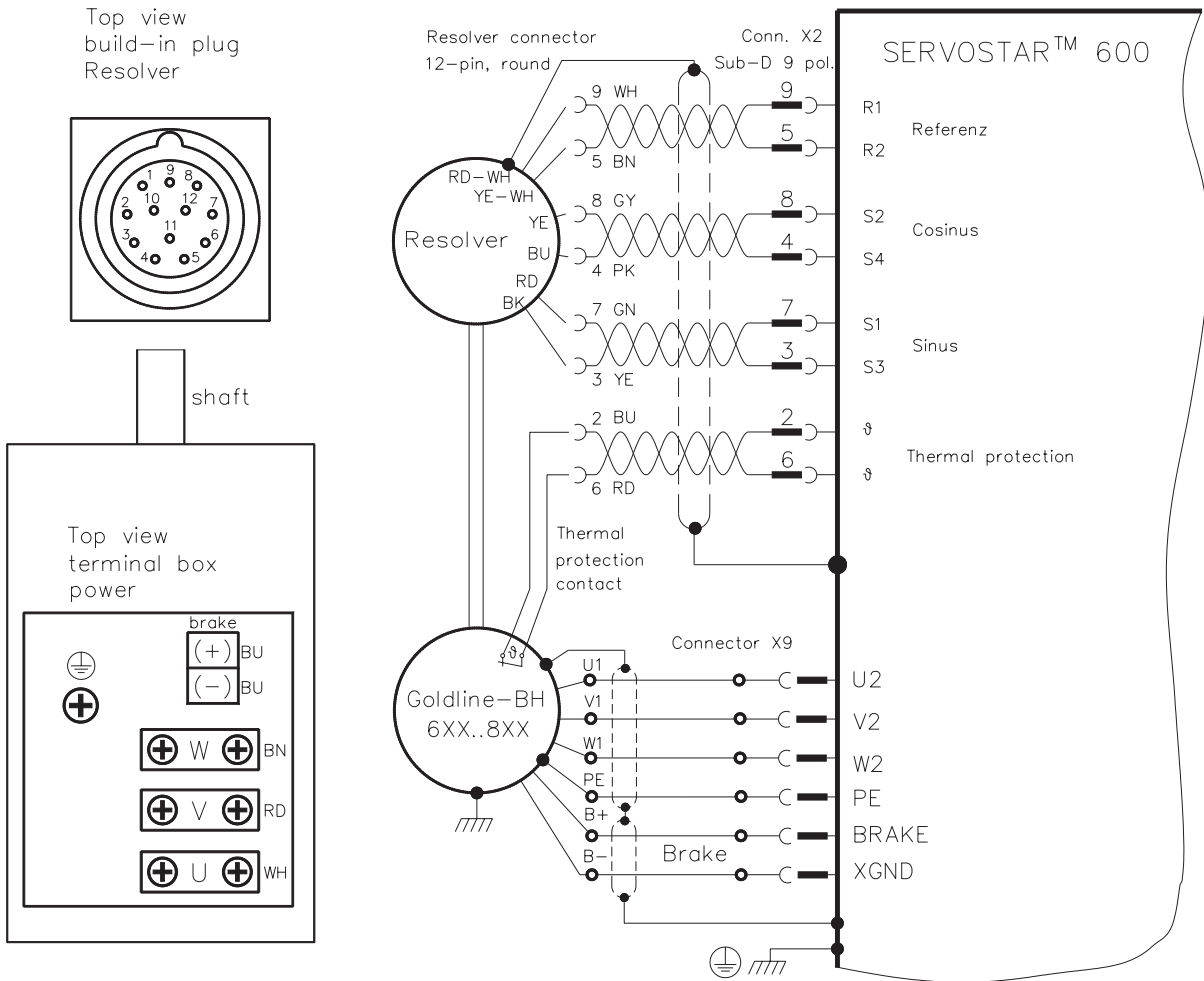 Top view
build-in plug
Resolver
1 9 8
2 10 12 7
11
3 6
4 5
shaft
Top view
terminal box
power
brake
(+) BU
(-) BU
W BN
V RD
U WH
Resolver connector
12-pin, round
Conn. X2
Sub-D 9 pol.
SERVOSTAR™ 600
9 WH 9 R1
Referenz
5 BN 5 R2
RD-WH
YE-WH
8 GY 8 S2
YE
Resolver
Cosinus
BU
4 PK 4 S4
RD
BK
7 GN 7 S1
Sinus
3 YE 3 S3
2 BU 2 ϑ
Thermal protection
6 RD 6 ϑ
Thermal
protection
contact
Connector X9
ϑ
Goldline-BH
6XX..8XX
U1 U2
V1 V2
W1 W2
PE PE
B+ BRAKE
Brake
B- XGND